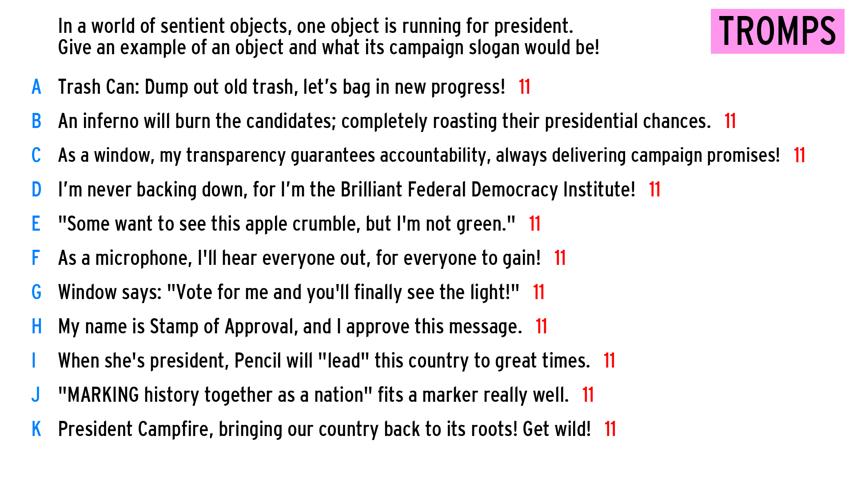 In a world of sentient objects, one object is running for president.
Give an example of an object and what its campaign slogan would be!
TROMPS
A Trash Can: Dump out old trash, let's bag in new progress! 11
B An inferno will burn the candidates; completely roasting their presidential chances. 11
C As a window, my transparency guarantees accountability, always delivering campaign promises! 11
D I'm never backing down, for I'm the Brilliant Federal Democracy Institute! 11
E "Some want to see this apple crumble, but I'm not green." 11
F As a microphone, I'll hear everyone out, for everyone to gain! 11
G Window says: "Vote for me and you'll finally see the light!" 11
H My name is Stamp of Approval, and I approve this message. 11
I When she's president, Pencil will "lead" this country to great times. 11
J "MARKING history together as a nation" fits a marker really well. 11
K President Campfire, bringing our country back to its roots! Get wild! 11